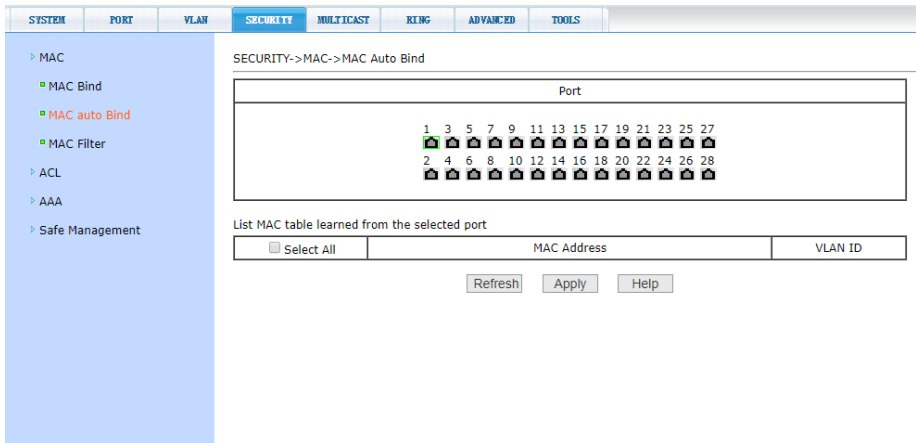 SYSTEM PORT VLAN SECURITY MULTICAST RING ADVANCED TOOLS
MAC
MAC Bind
MAC auto Bind
MAC Filter
ACL
AAA
Safe Management
SECURITY->MAC->MAC Auto Bind
Port
1 3 5 7 9 11 13 15 17 19 21 23 25 27
2 4 6 8 10 12 14 16 18 20 22 24 26 28
List MAC table learned from the selected port
Select All MAC Address VLAN ID
Refresh Apply Help